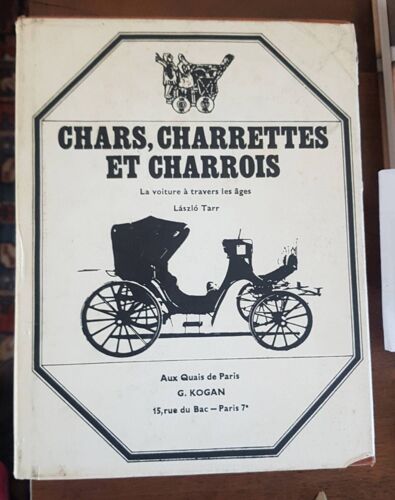 CHARS, CHARRETTES
ET CHARROIS
La voiture à travers les âges
László Tarr
Aux Quais de Paris
G. KOGAN
15, rue du Bac — Paris 7e